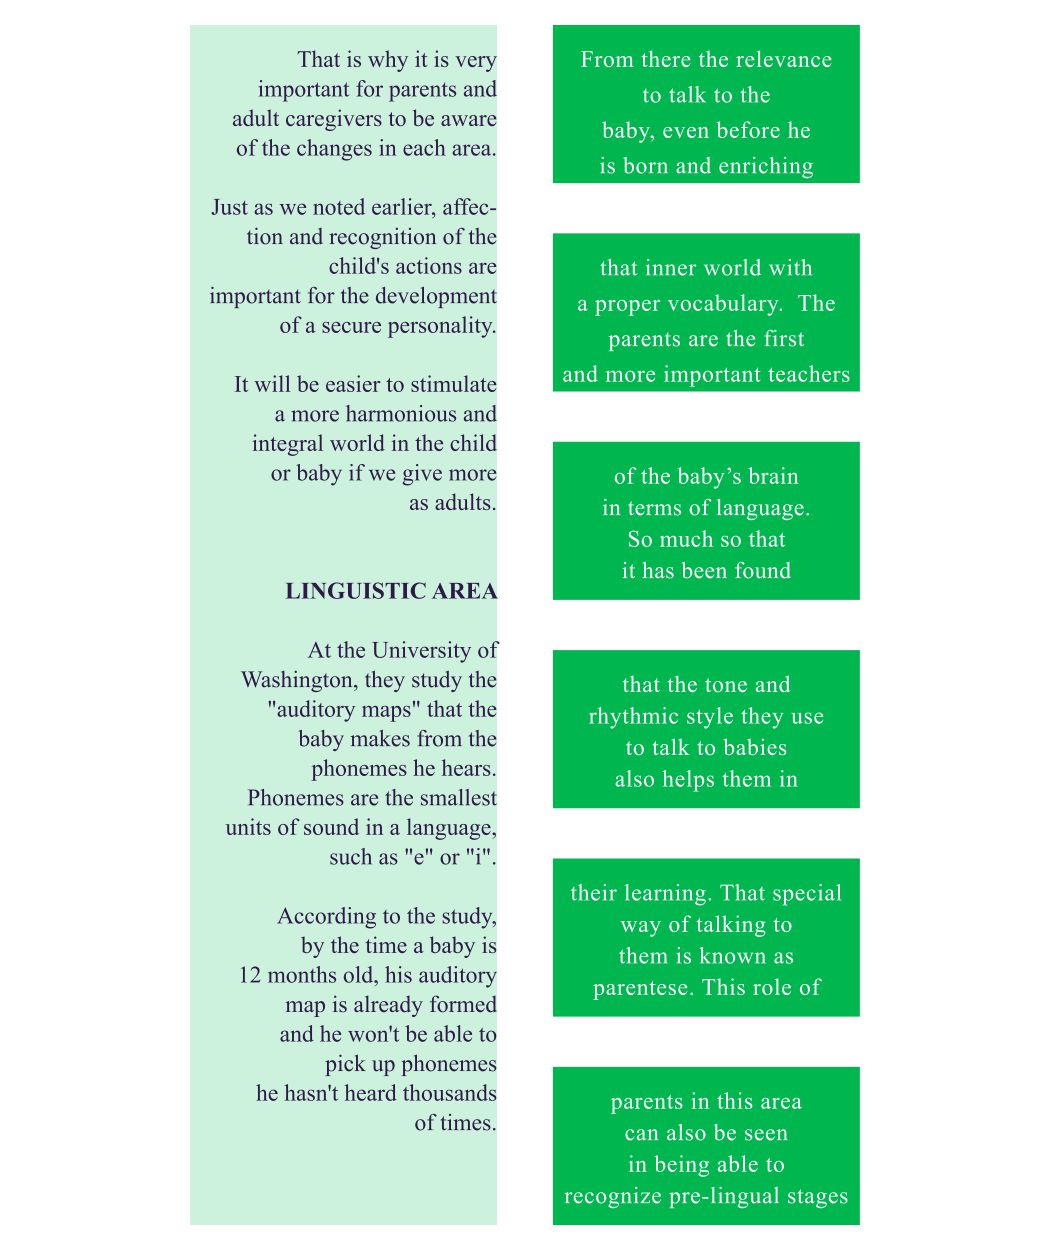 That is why it is very
important for parents and
adult caregivers to be aware
of the changes in each area.
Just as we noted earlier, affec-
tion and recognition of the
child's actions are
important for the development
of a secure personality.
It will be easier to stimulate
a more harmonious and
integral world in the child
or baby if we give more
as adults.
LINGUISTIC AREA
At the University of
Washington, they study the
"auditory maps" that the
baby makes from the
phonemes he hears.
Phonemes are the smallest
units of sound in a language,
such as "e" or "i".
According to the study,
by the time a baby is
12 months old, his auditory
map is already formed
and he won't be able to
pick up phonemes
he hasn't heard thousands
of times.
From there the relevance
to talk to the
baby, even before he
is born and enriching
that inner world with
a proper vocabulary.  The
parents are the first
and more important teachers
of the baby’s brain
in terms of language.
So much so that
it has been found
that the tone and
rhythmic style they use
to talk to babies
also helps them in
their learning. That special
way of talking to
them is known as
parentese. This role of
parents in this area
can also be seen
in being able to
recognize pre-lingual stages